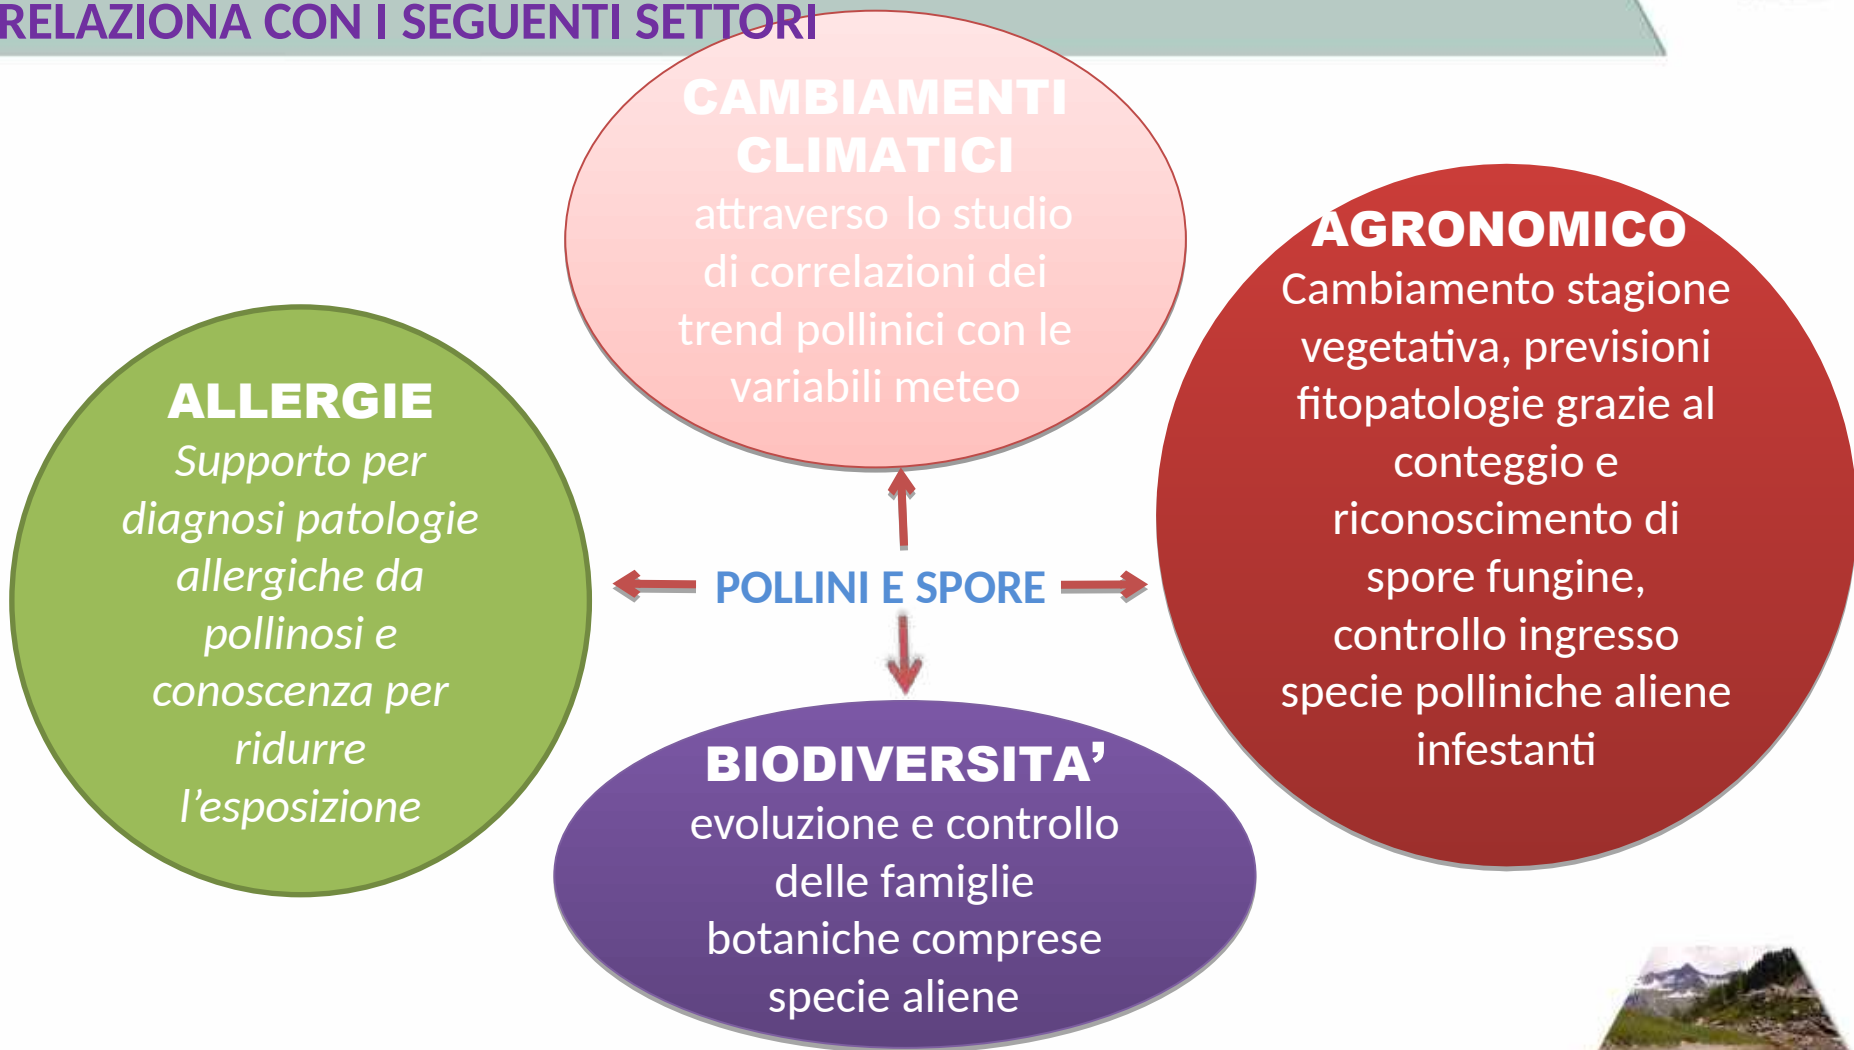 RELAZIONA CON I SEGUENTI SETTORI
CAMBIAMENTI
CLIMATICI
attraverso lo studio
di correlazioni dei
trend pollinici con le
variabili meteo
AGRONOMICO
Cambiamento stagione
vegetativa, previsioni
fitopatologie grazie al
conteggio e
riconoscimento di
spore fungine,
controllo ingresso
specie polliniche aliene
infestanti
ALLERGIE
Supporto per
diagnosi patologie
allergiche da
pollinosi e
conoscenza per
ridurre
l’esposizione
POLLINI E SPORE
BIODIVERSITA’
evoluzione e controllo
delle famiglie
botaniche comprese
specie aliene